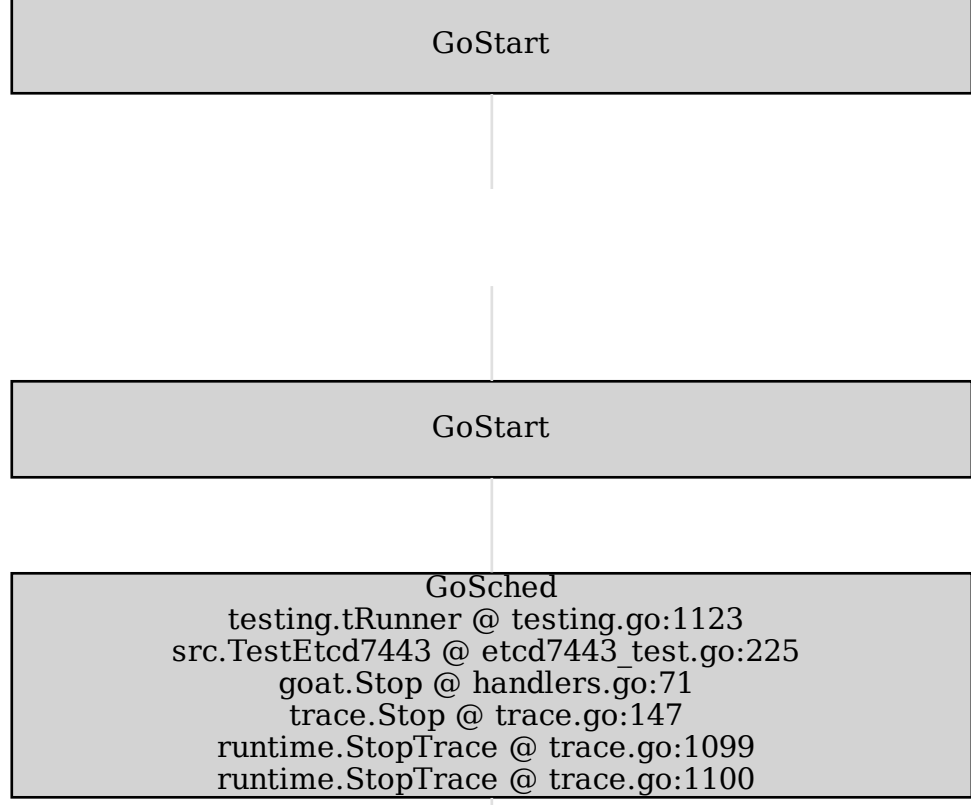 GoStart
GoStart
GoSched
testing.tRunner @ testing.go:1123
src.TestEtcd7443 @ etcd7443_test.go:225
goat.Stop @ handlers.go:71
trace.Stop @ trace.go:147
runtime.StopTrace @ trace.go:1099
runtime.StopTrace @ trace.go:1100